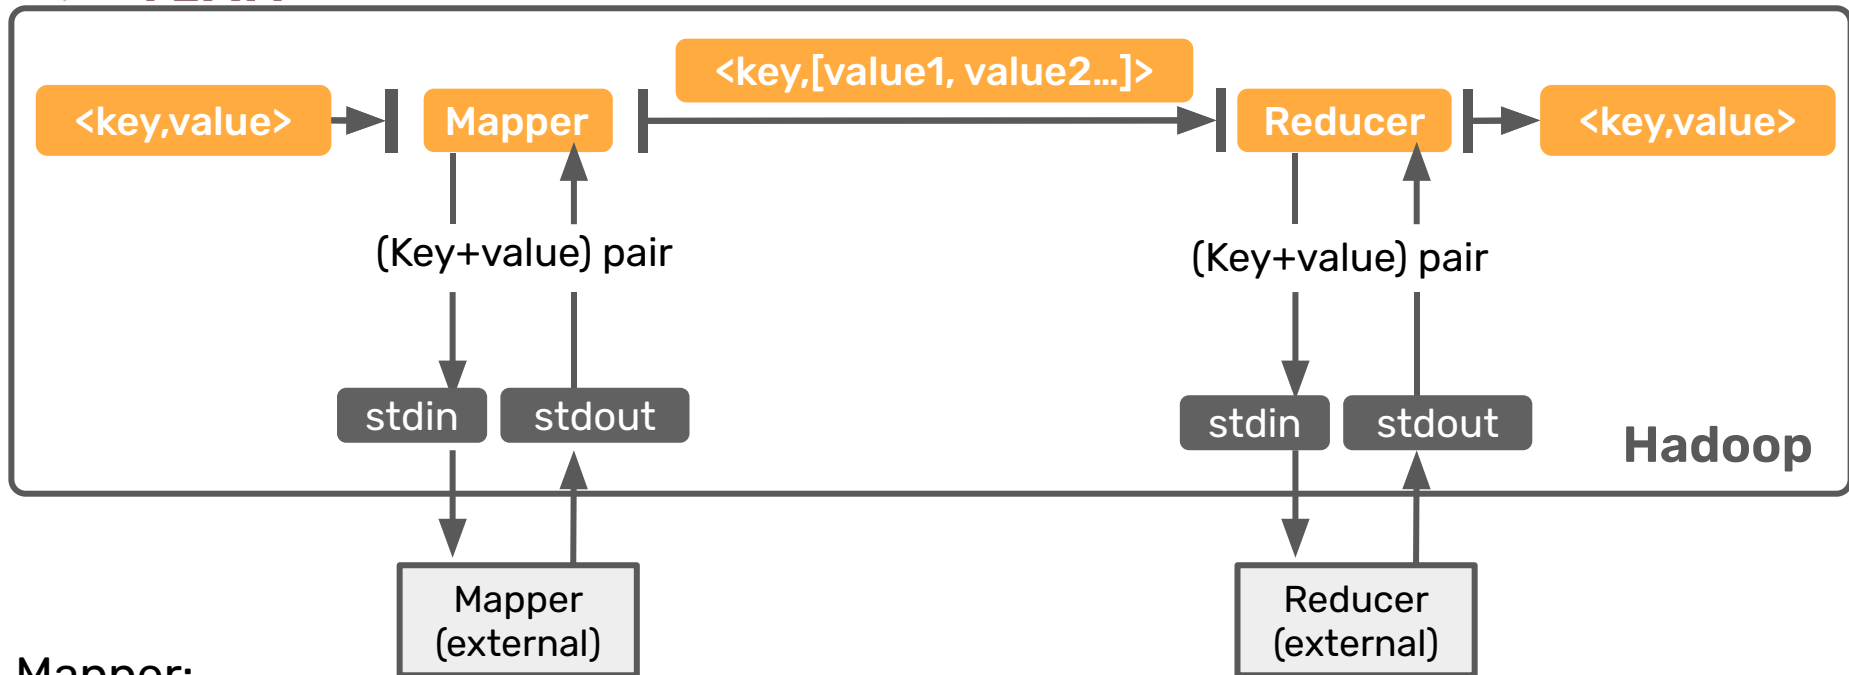 <key,[value1, value2...]>
<key,value>
Mapper
Reducer
<key,value>
(Key+value) pair
(Key+value) pair
stdin
stdout
stdin
stdout
Hadoop
Mapper
(external)
Reducer
(external)
Mapper: